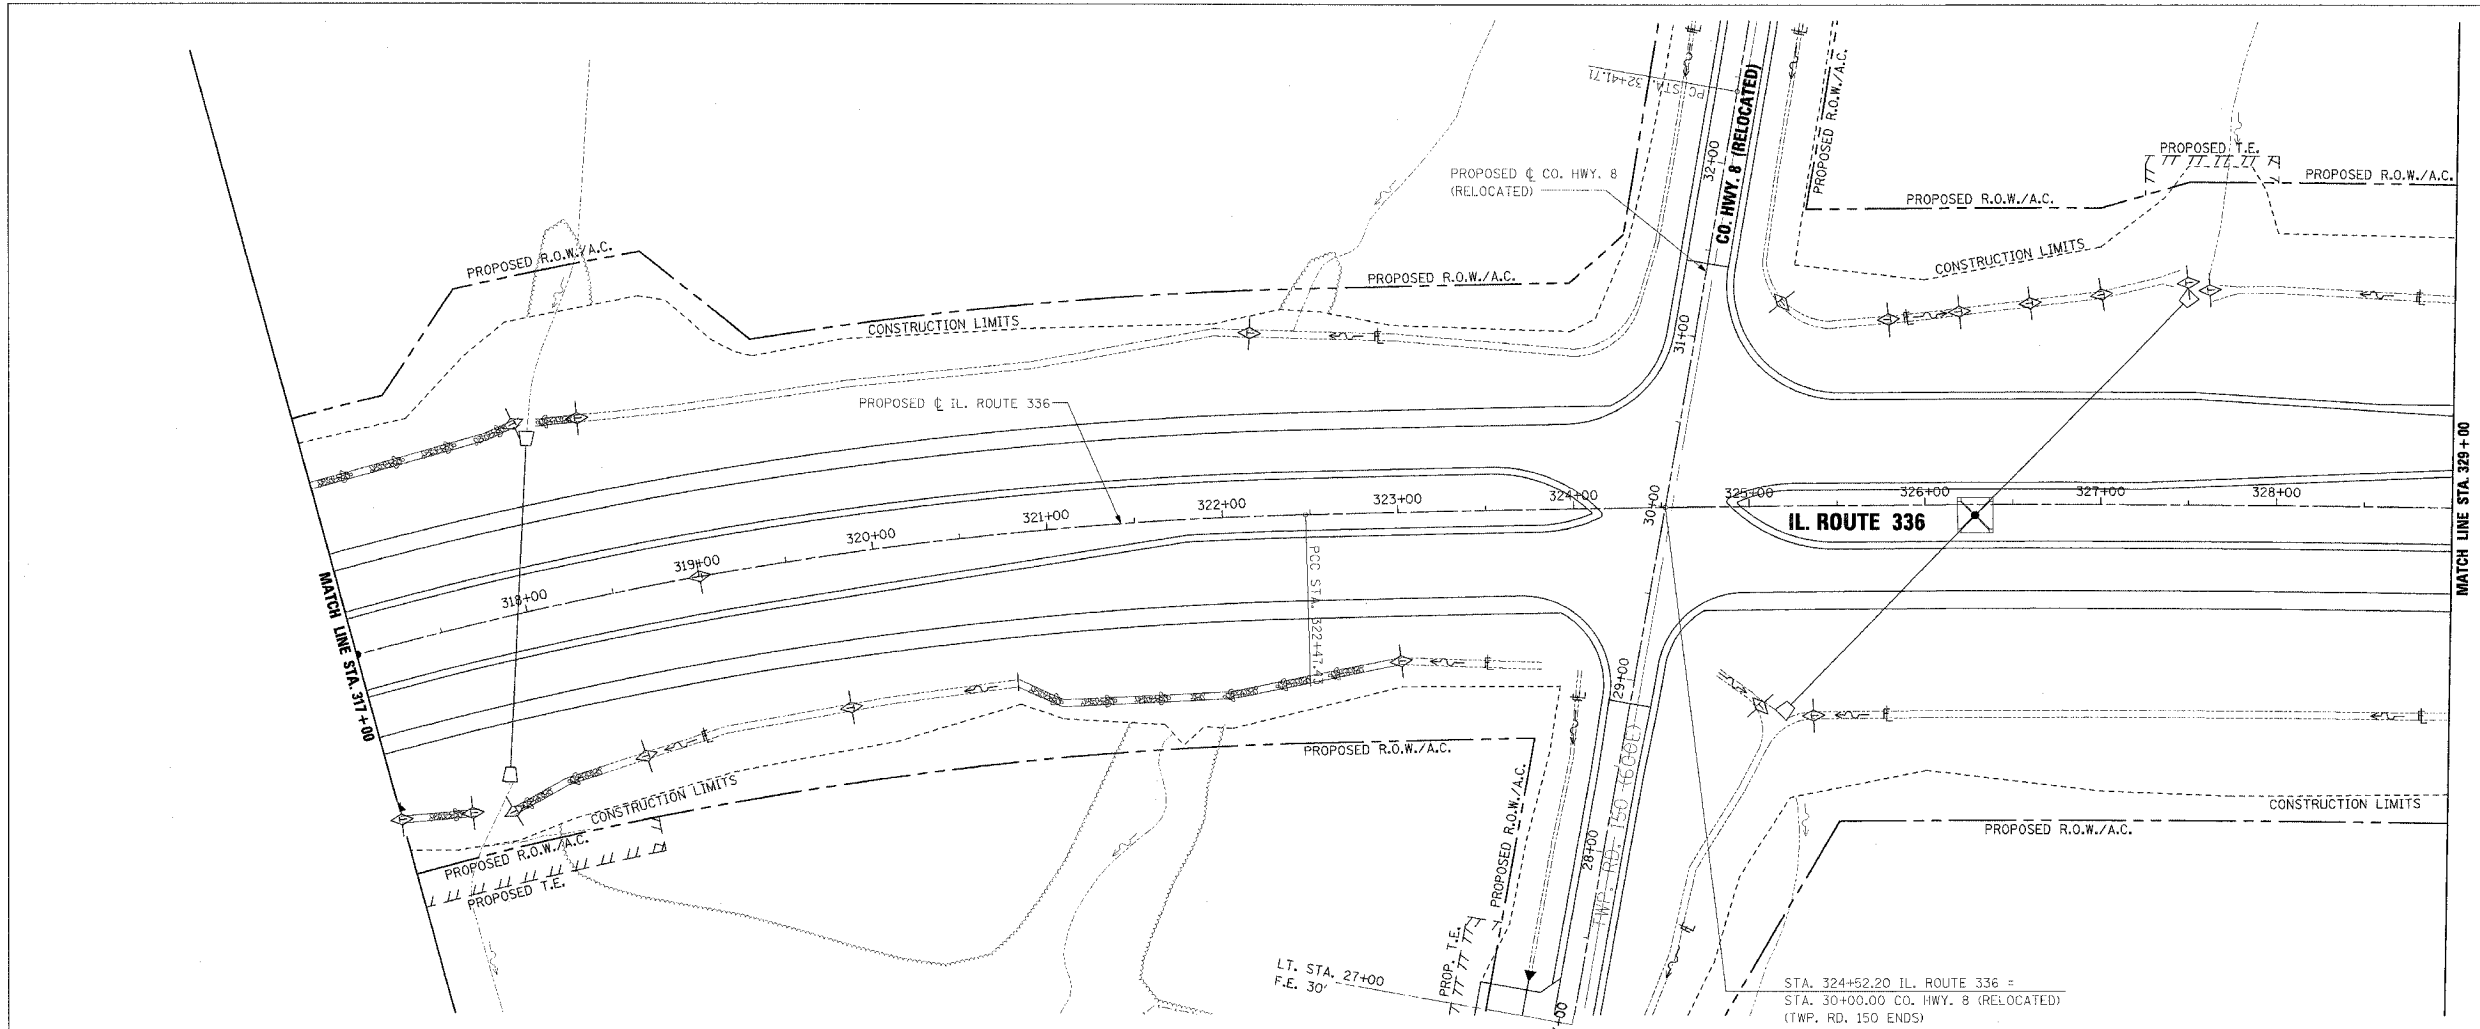 PC STA. 32+41.71
32+00
CO. HWY. 8 (RELOCATED)
PROPOSED R.O.W./A.C.
PROPOSED ℄ CO. HWY. 8
(RELOCATED)
PROPOSED T.E.
PROPOSED R.O.W./A.C.
PROPOSED R.O.W./A.C.
PROPOSED R.O.W./A.C.
CONSTRUCTION LIMITS
PROPOSED R.O.W./A.C.
CONSTRUCTION LIMITS
31+00
PROPOSED ℄ IL. ROUTE 336
MATCH LINE STA. 317+00
318+00
319+00
320+00
321+00
322+00
323+00
324+00
30+00
325+00
326+00
327+00
328+00
IL. ROUTE 336
MATCH LINE STA. 329+00
PCC STA. 322+47.43
29+00
TWP. RD. 150 (600E)
28+00
PROPOSED R.O.W./A.C.
CONSTRUCTION LIMITS
PROPOSED R.O.W./A.C.
PROPOSED T.E.
PROPOSED R.O.W./A.C.
PROP. T.E.
CONSTRUCTION LIMITS
PROPOSED R.O.W./A.C.
LT. STA. 27+00
F.E. 30'
+00
STA. 324+52.20 IL. ROUTE 336 =
STA. 30+00.00 CO. HWY. 8 (RELOCATED)
(TWP. RD. 150 ENDS)